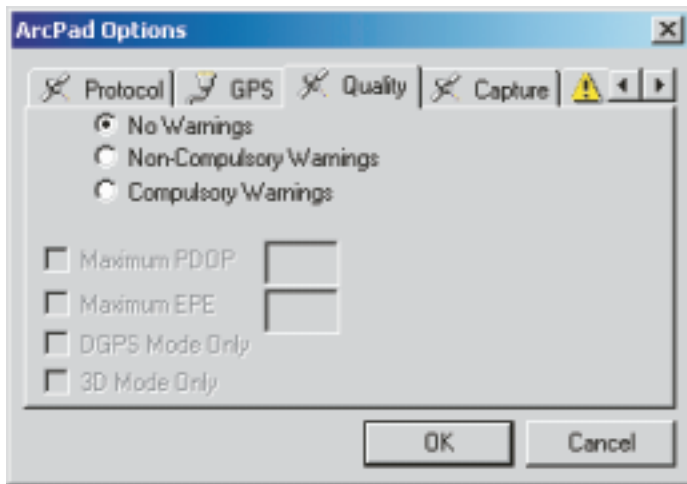 ArcPad Options
Protocol GPS Quality Capture
No Warnings
Non-Compulsory Warnings
Compulsory Warnings
Maximum PDOP
Maximum EPE
DGPS Mode Only
3D Mode Only
OK Cancel